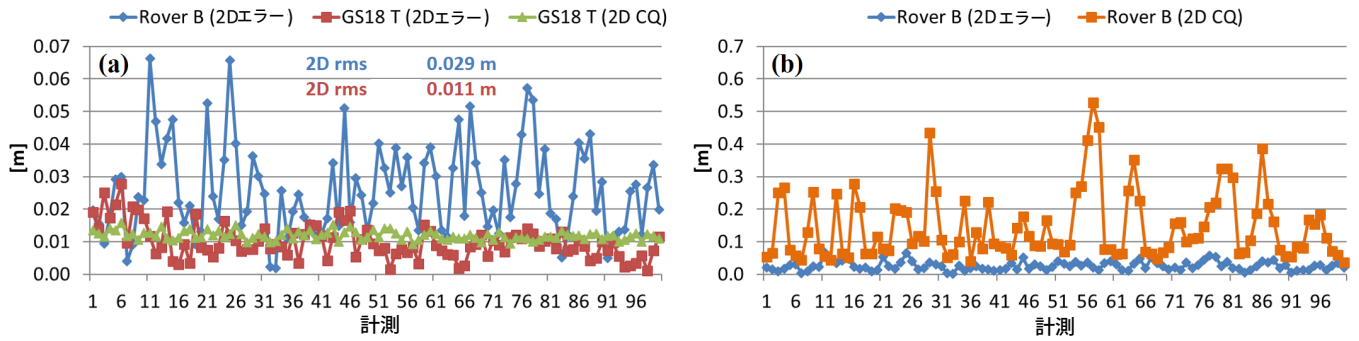 Rover B (2Dエラー) GS18 T (2Dエラー) GS18 T (2D CQ)
0.07
0.06
0.05
0.04
0.03
0.02
0.01
0.00
[m]
(a)
2D rms 0.029 m
2D rms 0.011 m
1 6 11 16 21 26 31 36 41 46 51 56 61 66 71 76 81 86 91 96
計測
Rover B (2Dエラー) Rover B (2D CQ)
0.7
0.6
0.5
0.4
0.3
0.2
0.1
0.0
[m]
(b)
1 6 11 16 21 26 31 36 41 46 51 56 61 66 71 76 81 86 91 96
計測